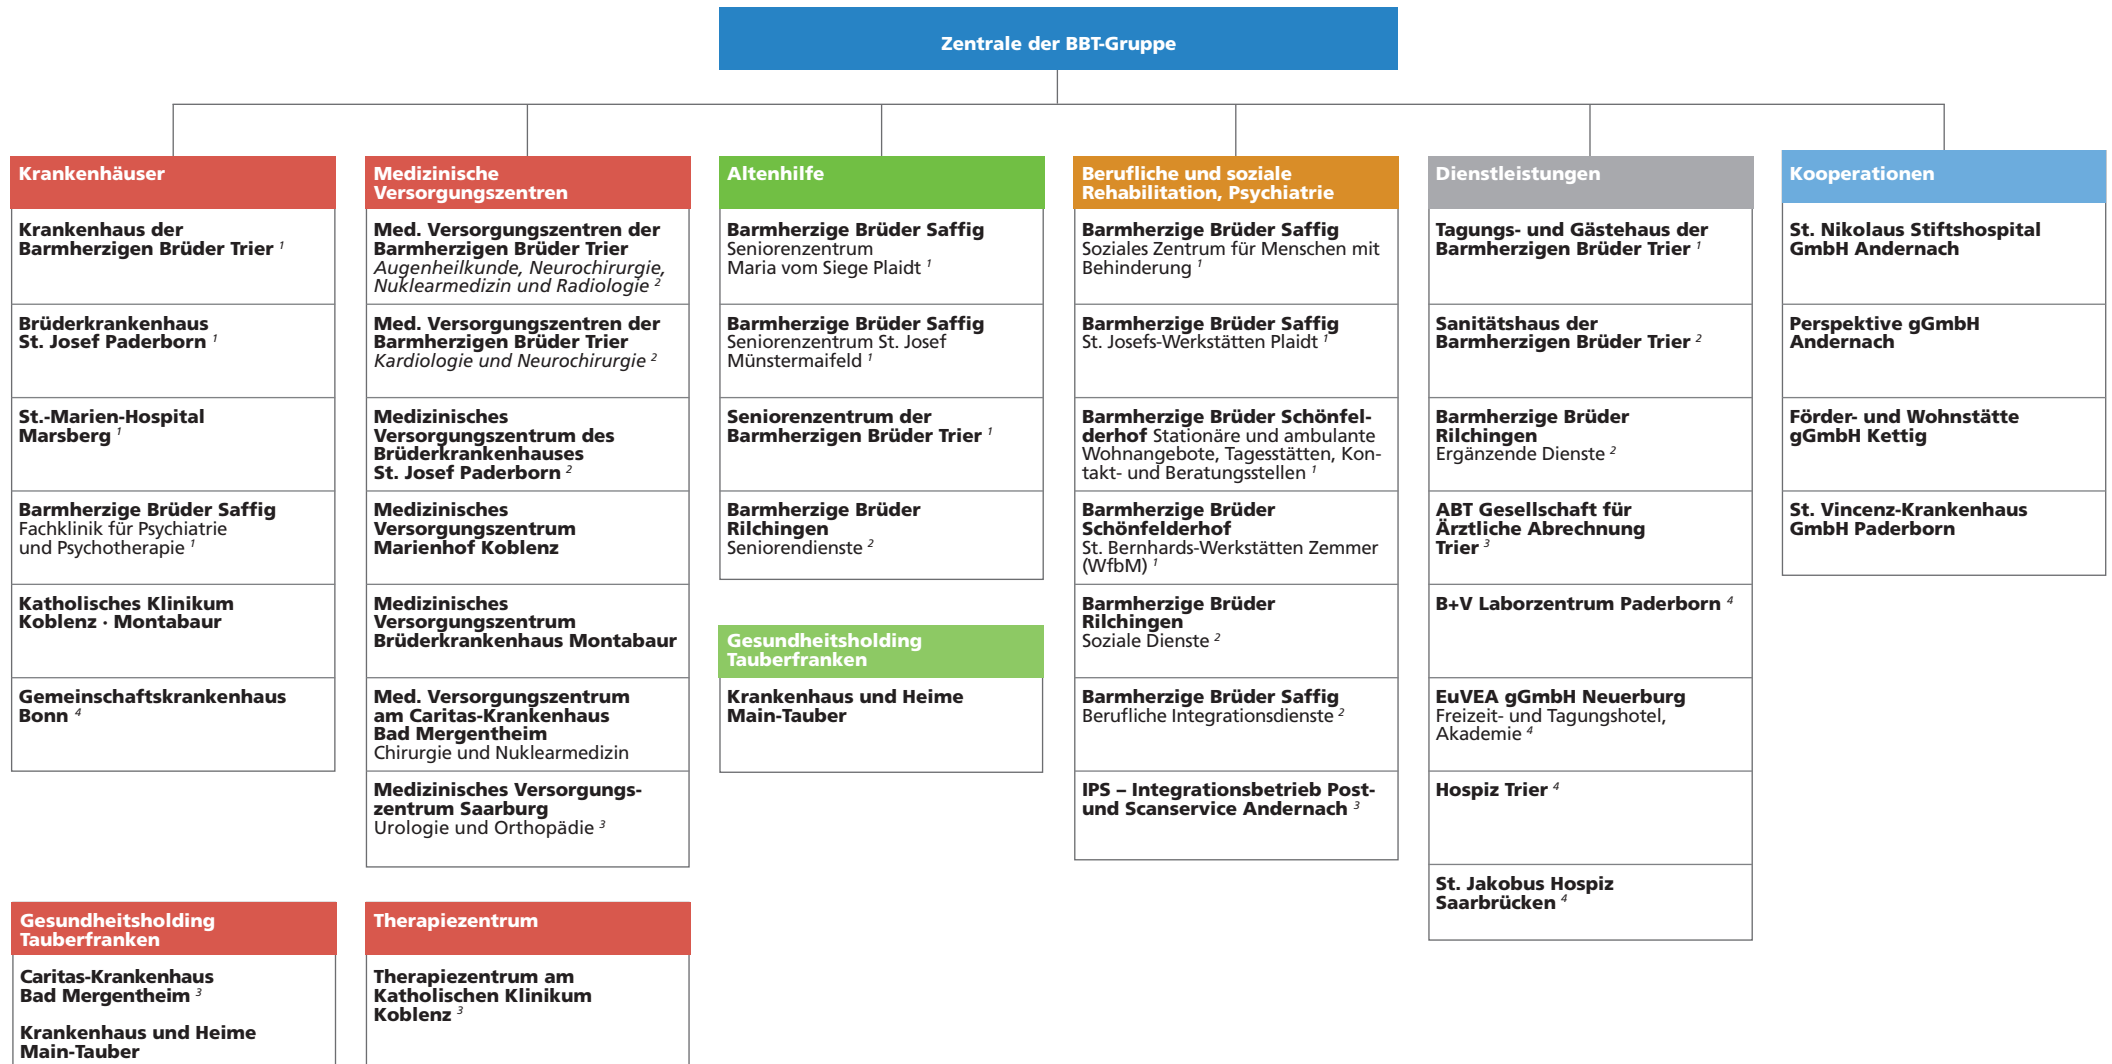 Zentrale der BBT-Gruppe
Krankenhäuser
Krankenhaus der
Barmherzigen Brüder Trier 1
Brüderkrankenhaus
St. Josef Paderborn 1
St.-Marien-Hospital
Marsberg 1
Barmherzige Brüder Saffig
Fachklinik für Psychiatrie
und Psychotherapie 1
Katholisches Klinikum
Koblenz · Montabaur
Gemeinschaftskrankenhaus
Bonn 4
Gesundheitsholding
Tauberfranken
Caritas-Krankenhaus
Bad Mergentheim 3
Krankenhaus und Heime
Main-Tauber
Medizinische
Versorgungszentren
Med. Versorgungszentren der
Barmherzigen Brüder Trier
Augenheilkunde, Neurochirurgie,
Nuklearmedizin und Radiologie 2
Med. Versorgungszentren der
Barmherzigen Brüder Trier
Kardiologie und Neurochirurgie 2
Medizinisches
Versorgungszentrum des
Brüderkrankenhauses
St. Josef Paderborn 2
Medizinisches
Versorgungszentrum
Marienhof Koblenz
Medizinisches
Versorgungszentrum
Brüderkrankenhaus Montabaur
Med. Versorgungszentrum
am Caritas-Krankenhaus
Bad Mergentheim
Chirurgie und Nuklearmedizin
Medizinisches Versorgungs-
zentrum Saarburg
Urologie und Orthopädie 3
Therapiezentrum
Therapiezentrum am
Katholischen Klinikum
Koblenz 3
Altenhilfe
Barmherzige Brüder Saffig
Seniorenzentrum
Maria vom Siege Plaidt 1
Barmherzige Brüder Saffig
Seniorenzentrum St. Josef
Münstermaifeld 1
Seniorenzentrum der
Barmherzigen Brüder Trier 1
Barmherzige Brüder
Rilchingen
Seniorendienste 2
Gesundheitsholding
Tauberfranken
Krankenhaus und Heime
Main-Tauber
Berufliche und soziale
Rehabilitation, Psychiatrie
Barmherzige Brüder Saffig
Soziales Zentrum für Menschen mit
Behinderung 1
Barmherzige Brüder Saffig
St. Josefs-Werkstätten Plaidt 1
Barmherzige Brüder Schönfel-
derhof Stationäre und ambulante
Wohnangebote, Tagesstätten, Kon-
takt- und Beratungsstellen 1
Barmherzige Brüder
Schönfelderhof
St. Bernhards-Werkstätten Zemmer
(WfbM) 1
Barmherzige Brüder
Rilchingen
Soziale Dienste 2
Barmherzige Brüder Saffig
Berufliche Integrationsdienste 2
IPS – Integrationsbetrieb Post-
und Scanservice Andernach 3
Dienstleistungen
Tagungs- und Gästehaus der
Barmherzigen Brüder Trier 1
Sanitätshaus der
Barmherzigen Brüder Trier 2
Barmherzige Brüder
Rilchingen
Ergänzende Dienste 2
ABT Gesellschaft für
Ärztliche Abrechnung
Trier 3
B+V Laborzentrum Paderborn 4
EuVEA gGmbH Neuerburg
Freizeit- und Tagungshotel,
Akademie 4
Hospiz Trier 4
St. Jakobus Hospiz
Saarbrücken 4
Kooperationen
St. Nikolaus Stiftshospital
GmbH Andernach
Perspektive gGmbH
Andernach
Förder- und Wohnstätte
gGmbH Kettig
St. Vincenz-Krankenhaus
GmbH Paderborn